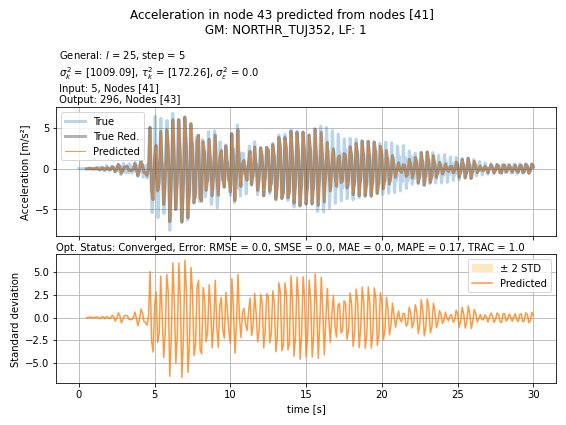 Acceleration in node 43 predicted from nodes [41]
GM: NORTHR_TUJ352, LF: 1
General: l = 25, step = 5
σ²ₖ = [1009.09], τ²ₖ = [172.26], σ²ε = 0.0
Input: 5, Nodes [41]
Output: 296, Nodes [43]
True
True Red.
Predicted
Acceleration [m/s²]
5
0
−5
Opt. Status: Converged, Error: RMSE = 0.0, SMSE = 0.0, MAE = 0.0, MAPE = 0.17, TRAC = 1.0
± 2 STD
Predicted
Standard deviation
5.0
2.5
0.0
−2.5
−5.0
0 5 10 15 20 25 30
time [s]